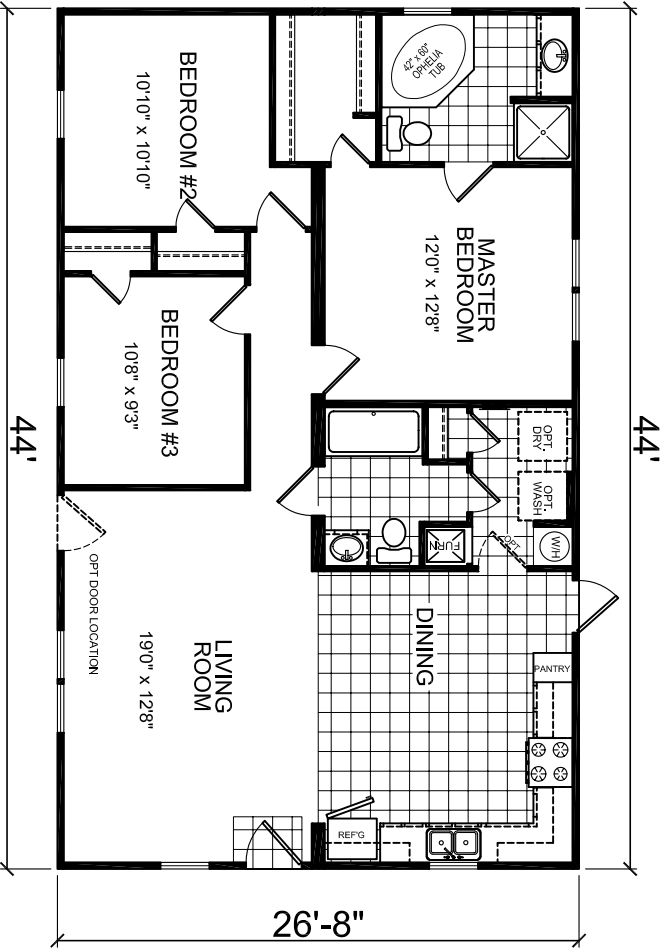 42" x 60"
OPHELIA
TUB
BEDROOM #2
10'10" x 10'10"
MASTER
BEDROOM
12'0" x 12'8"
BEDROOM #3
10'8" x 9'3"
44'
44'
OPT.
DRY
OPT.
WASH
W/H
FURN
OPT
OPT DOOR LOCATION
LIVING
ROOM
19'0" x 12'8"
DINING
PANTRY
REF'G
26'-8"